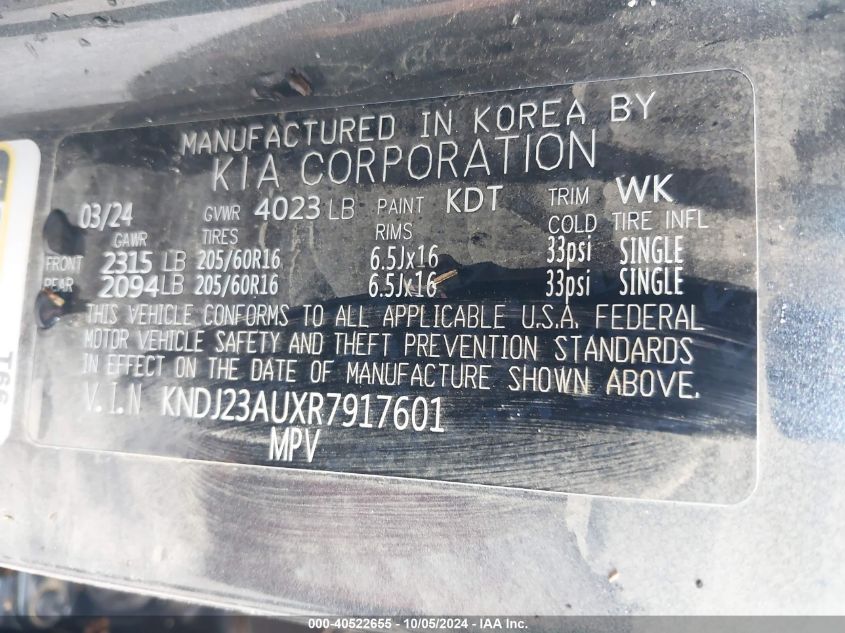 MANUFACTURED IN KOREA BY
KIA CORPORATION
03/24 GVWR 4023 LB PAINT KDT TRIM WK
GAWR TIRES RIMS COLD TIRE INFL
FRONT 2315 LB 205/60R16 6.5Jx16 33psi SINGLE
REAR 2094 LB 205/60R16 6.5Jx16 33psi SINGLE
THIS VEHICLE CONFORMS TO ALL APPLICABLE U.S.A. FEDERAL
MOTOR VEHICLE SAFETY AND THEFT PREVENTION STANDARDS
IN EFFECT ON THE DATE OF MANUFACTURE SHOWN ABOVE.
V.I.N KNDJ23AUXR7917601
MPV
000-40522655 - 10/05/2024 - IAA Inc.